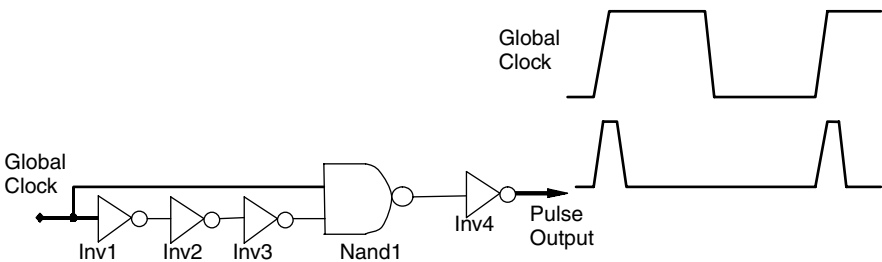 Global
Clock
Global
Clock
Inv1
Inv2
Inv3
Nand1
Inv4
Pulse
Output